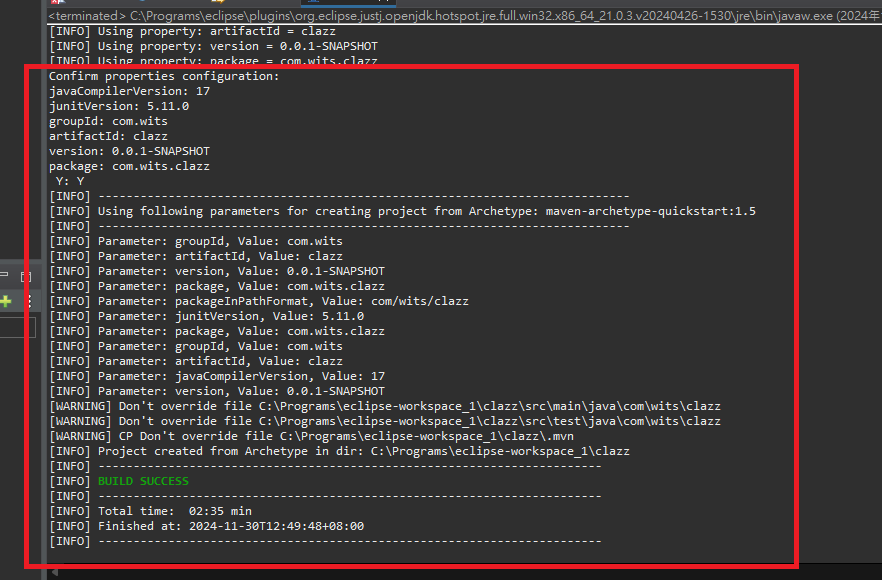 <terminated> C:\Programs\eclipse\plugins\org.eclipse.justj.openjdk.hotspot.jre.full.win32.x86_64_21.0.3.v20240426-1530\jre\bin\javaw.exe (2024年
[INFO] Using property: artifactId = clazz
[INFO] Using property: version = 0.0.1-SNAPSHOT
[INFO] Using property: package = com.wits.clazz
Confirm properties configuration:
javaCompilerVersion: 17
junitVersion: 5.11.0
groupId: com.wits
artifactId: clazz
version: 0.0.1-SNAPSHOT
package: com.wits.clazz
 Y: Y
[INFO] ----------------------------------------------------------------------------
[INFO] Using following parameters for creating project from Archetype: maven-archetype-quickstart:1.5
[INFO] ----------------------------------------------------------------------------
[INFO] Parameter: groupId, Value: com.wits
[INFO] Parameter: artifactId, Value: clazz
[INFO] Parameter: version, Value: 0.0.1-SNAPSHOT
[INFO] Parameter: package, Value: com.wits.clazz
[INFO] Parameter: packageInPathFormat, Value: com/wits/clazz
[INFO] Parameter: junitVersion, Value: 5.11.0
[INFO] Parameter: package, Value: com.wits.clazz
[INFO] Parameter: groupId, Value: com.wits
[INFO] Parameter: artifactId, Value: clazz
[INFO] Parameter: javaCompilerVersion, Value: 17
[INFO] Parameter: version, Value: 0.0.1-SNAPSHOT
[WARNING] Don't override file C:\Programs\eclipse-workspace_1\clazz\src\main\java\com\wits\clazz
[WARNING] Don't override file C:\Programs\eclipse-workspace_1\clazz\src\test\java\com\wits\clazz
[WARNING] CP Don't override file C:\Programs\eclipse-workspace_1\clazz\.mvn
[INFO] Project created from Archetype in dir: C:\Programs\eclipse-workspace_1\clazz
[INFO] ------------------------------------------------------------------------
[INFO] BUILD SUCCESS
[INFO] ------------------------------------------------------------------------
[INFO] Total time:  02:35 min
[INFO] Finished at: 2024-11-30T12:49:48+08:00
[INFO] ------------------------------------------------------------------------